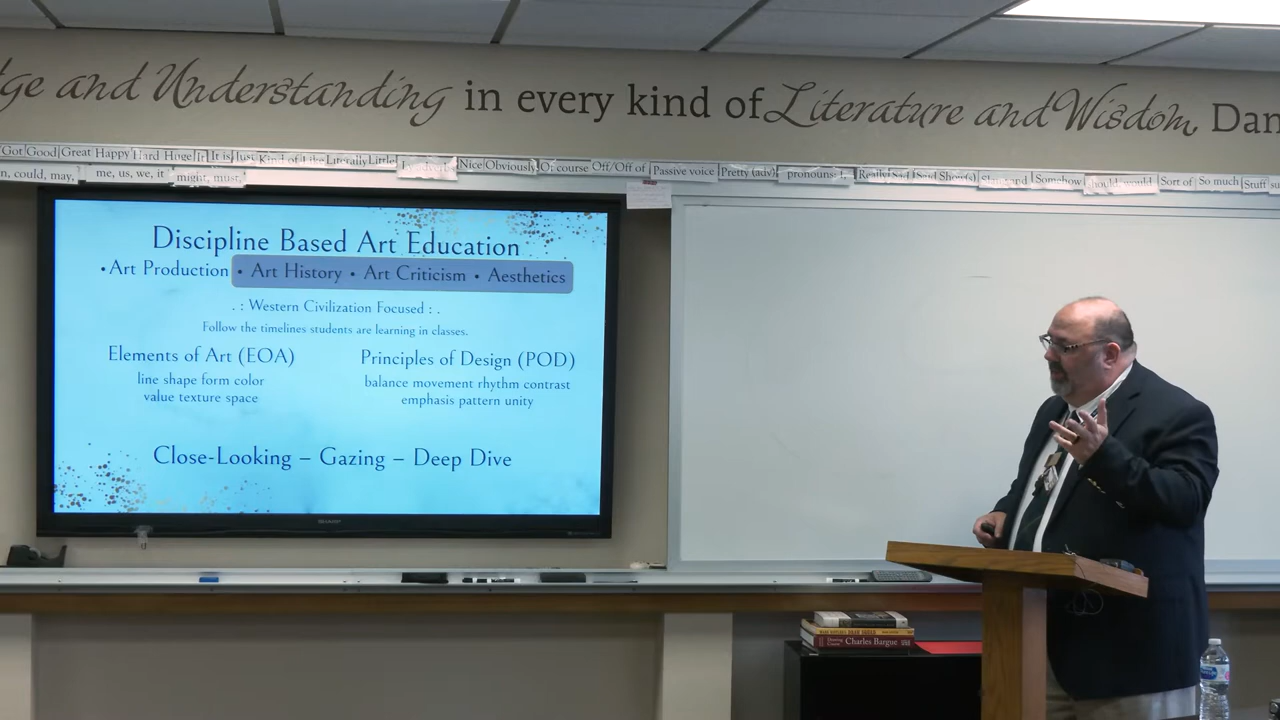 and Understanding in every kind of Literature and Wisdom, Dan
Got Good Great Happy Hard Huge It It is Just Kind of Like Literally Little Nice Obviously Of course Off/Off of Passive voice Pretty (adv) pronouns: I, Really Sad Sort of So much Stuff
could, may, me, us, we, it might, must,
Discipline Based Art Education
• Art Production • Art History • Art Criticism • Aesthetics
. : Western Civilization Focused : .
Follow the timelines students are learning in classes.
Elements of Art (EOA)
line shape form color
value texture space
Principles of Design (POD)
balance movement rhythm contrast
emphasis pattern unity
Close-Looking – Gazing – Deep Dive
SHARP
Charles Bargue